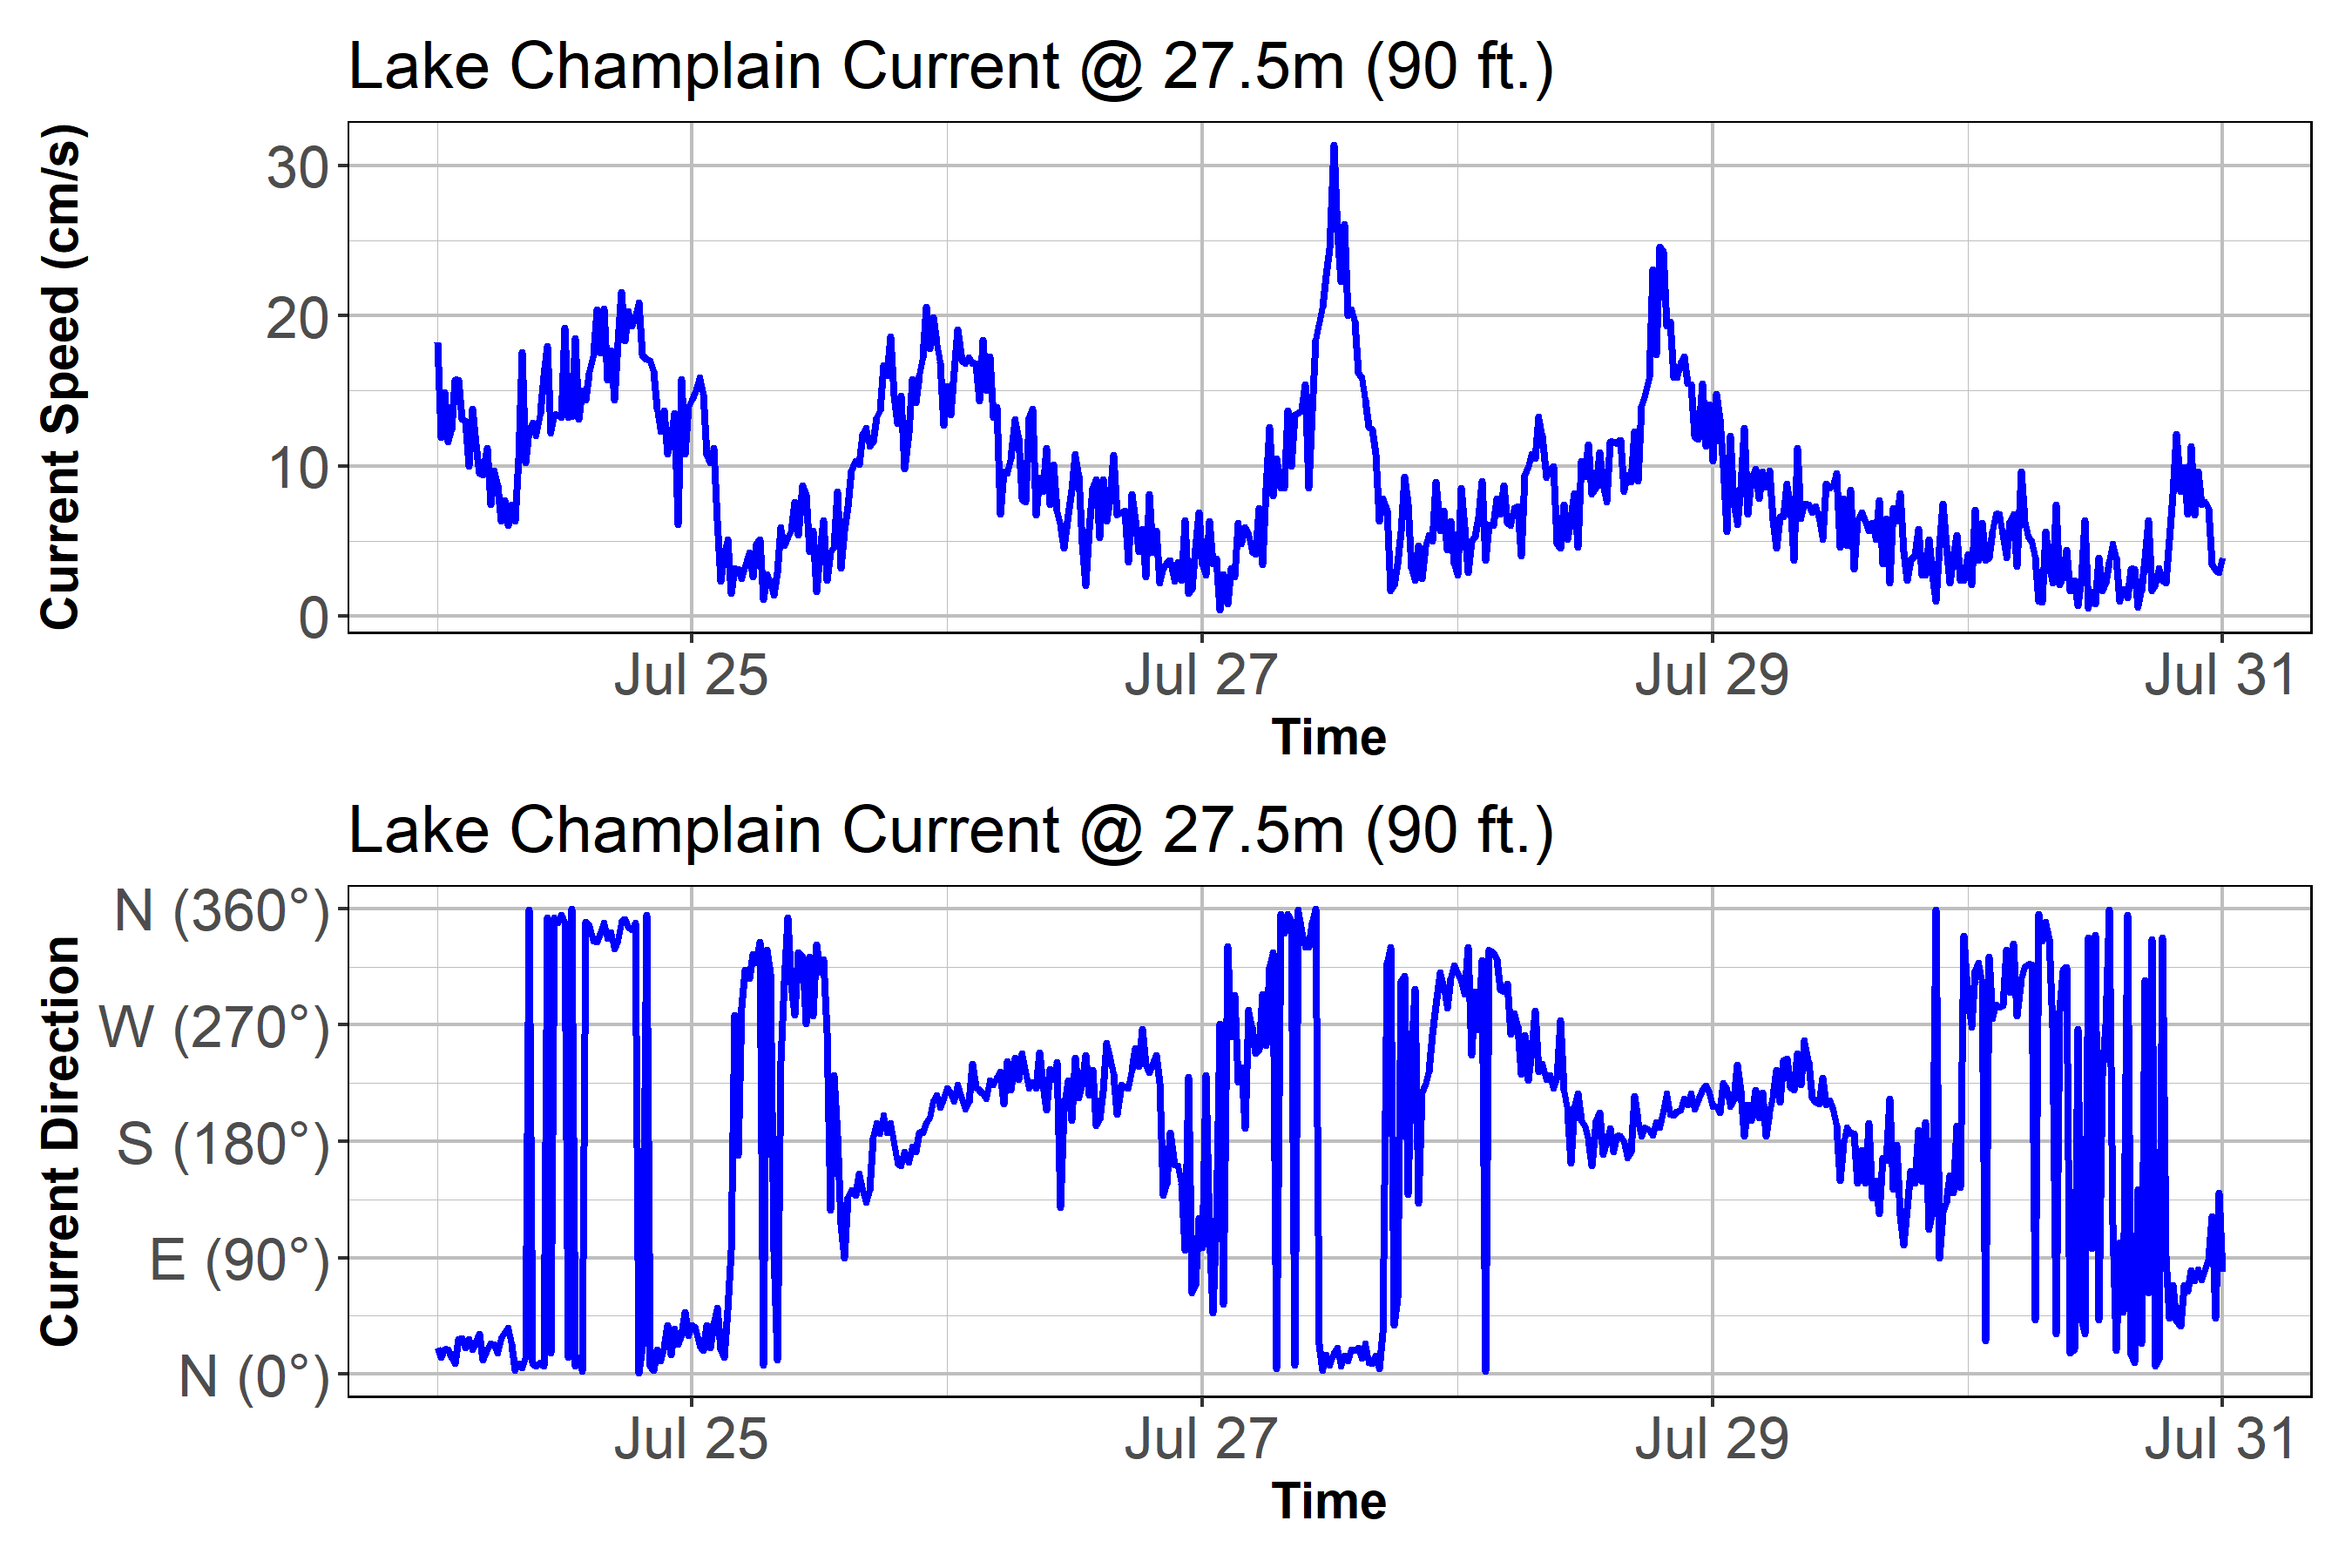 Lake Champlain Current @ 27.5m (90 ft.)
Current Speed (cm/s)
30
20
10
0
Jul 25 Jul 27 Jul 29 Jul 31
Time
Lake Champlain Current @ 27.5m (90 ft.)
Current Direction
N (360°)
W (270°)
S (180°)
E (90°)
N (0°)
Jul 25 Jul 27 Jul 29 Jul 31
Time